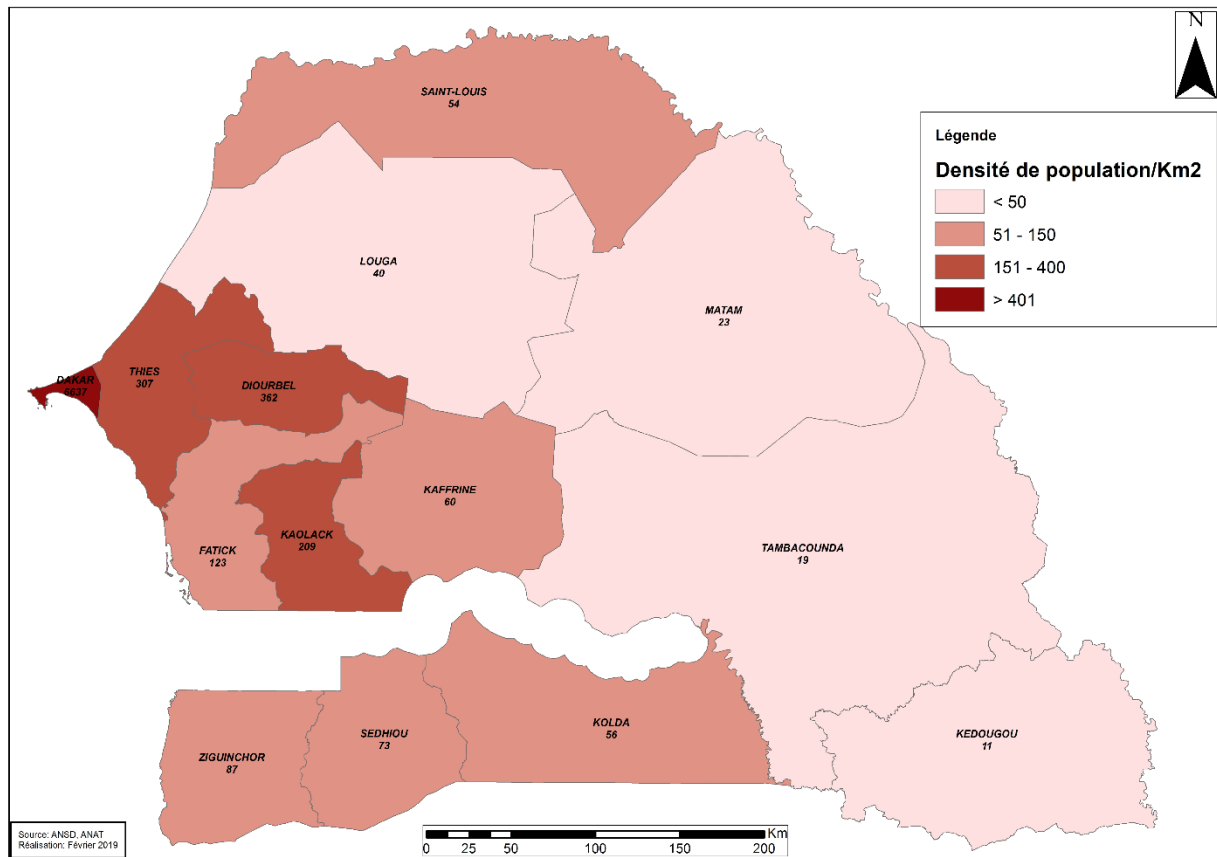 N
SAINT-LOUIS
54
Légende
Densité de population/Km2
< 50
51 - 150
151 - 400
> 401
LOUGA
40
MATAM
23
DAKAR
6637
THIES
307
DIOURBEL
362
KAFFRINE
60
FATICK
123
KAOLACK
209
TAMBACOUNDA
19
ZIGUINCHOR
87
SEDHIOU
73
KOLDA
56
KEDOUGOU
11
Source: ANSD, ANAT
Réalisation: Février 2019
Km
0 25 50 100 150 200